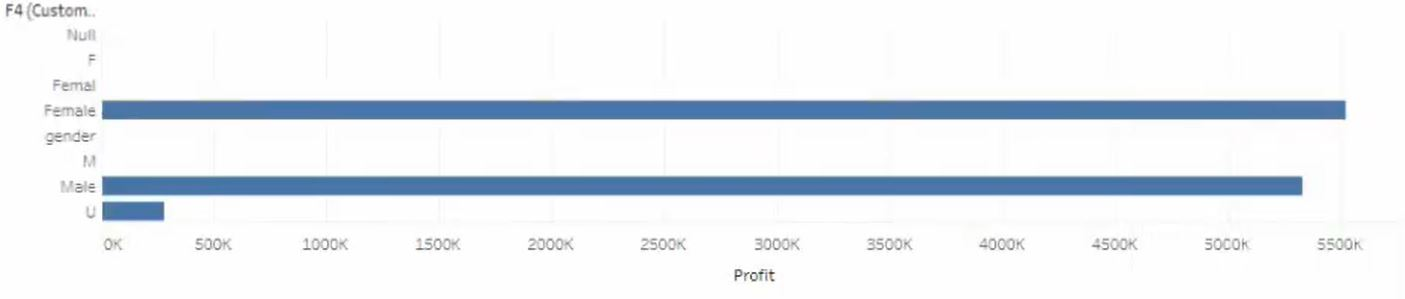 F4 (Custom..
Null
F
Femal
Female
gender
M
Male
U
0K 500K 1000K 1500K 2000K 2500K 3000K 3500K 4000K 4500K 5000K 5500K
Profit